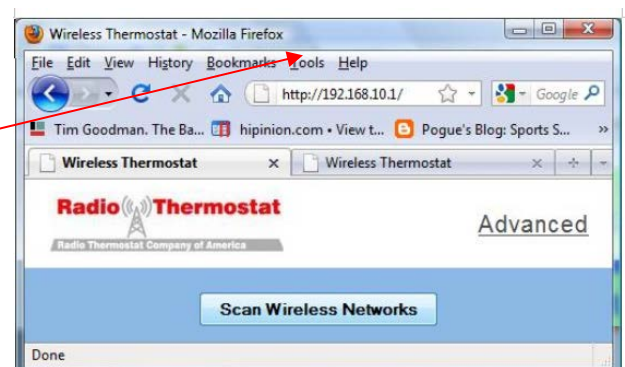 Wireless Thermostat - Mozilla Firefox
File Edit View History Bookmarks Tools Help
http://192.168.10.1/ Google
Tim Goodman. The Ba... hipinion.com • View t... Pogue's Blog: Sports S... »
Wireless Thermostat Wireless Thermostat
Radio Thermostat
Radio Thermostat Company of America
Advanced
Scan Wireless Networks
Done